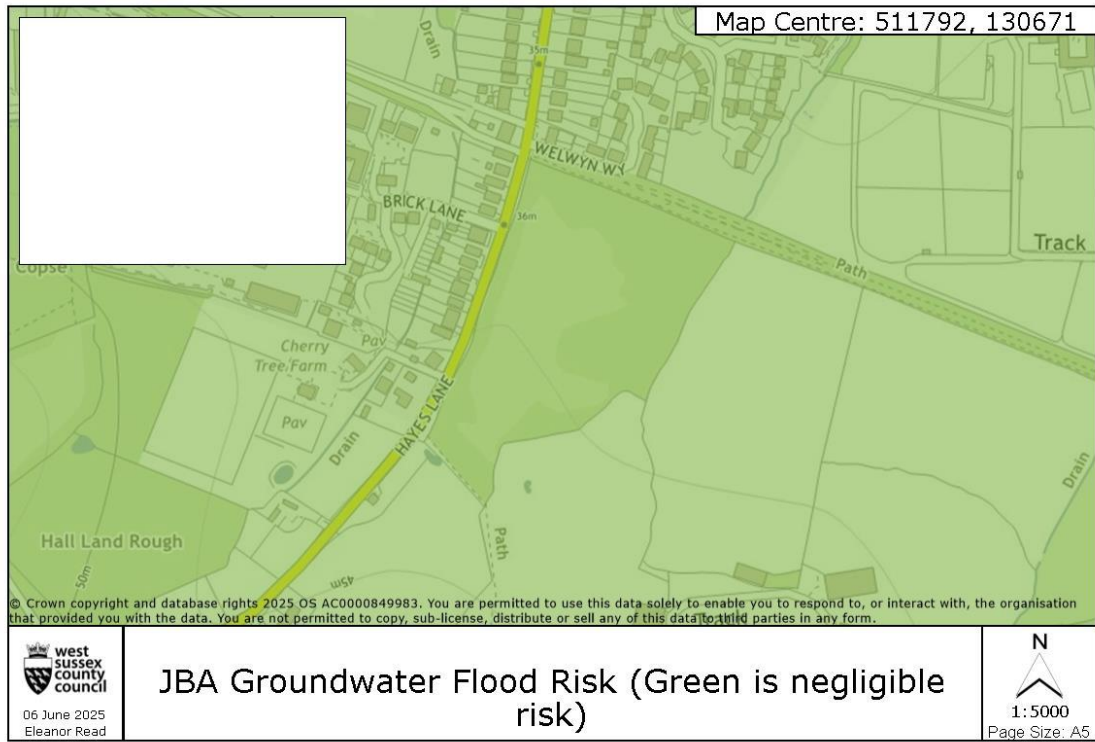 Map Centre: 511792, 130671
Drain
35m
WELWYN WY
BRICK LANE
36m
Track
Path
Copse
Cherry
Tree Farm
Pav
Pav
HAYES LANE
Drain
Drain
Hall Land Rough
50m
45m
Path
© Crown copyright and database rights 2025 OS AC0000849983. You are permitted to use this data solely to enable you to respond to, or interact with, the organisation
that provided you with the data. You are not permitted to copy, sub-license, distribute or sell any of this data to third parties in any form.
west
sussex
county
council
06 June 2025
Eleanor Read
JBA Groundwater Flood Risk (Green is negligible
risk)
N
1:5000
Page Size: A5